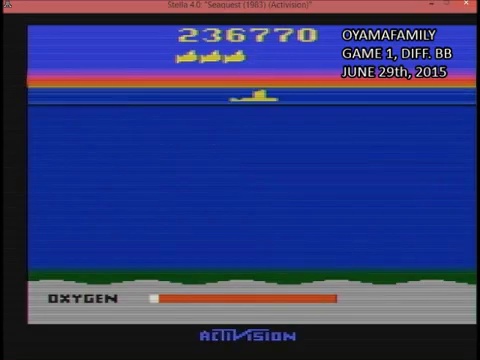 Stella 4.0: "Seaquest (1983) (Activision)"
236770
OYAMAFAMILY
GAME 1, DIFF. BB
JUNE 29th, 2015
OXYGEN
ACTIVISION